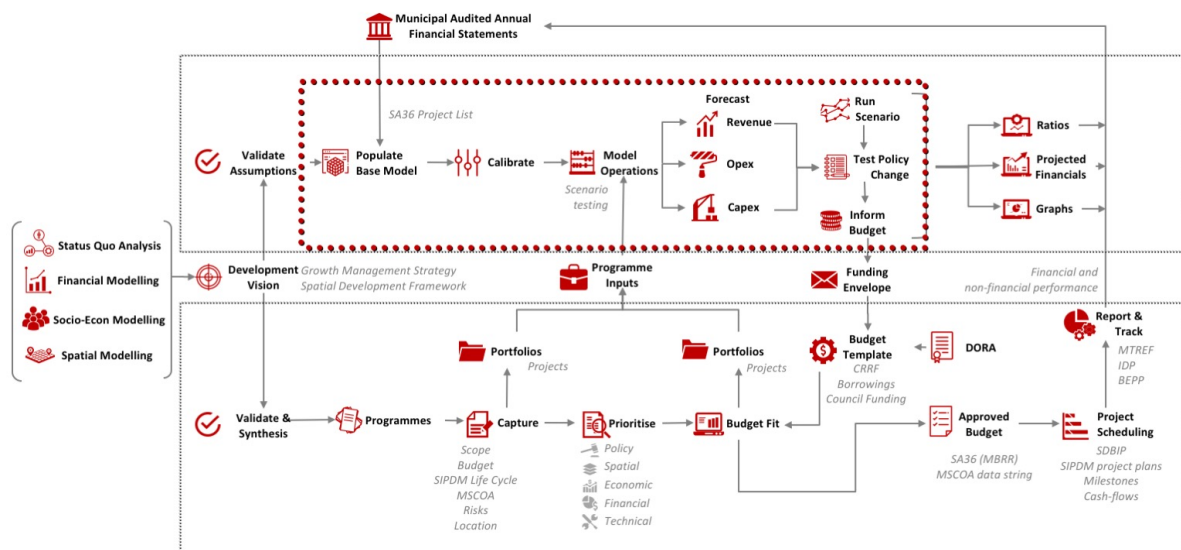 Municipal Audited Annual
Financial Statements
SA36 Project List
Forecast
Run
Scenario
Revenue
Ratios
Validate
Assumptions
Populate
Base Model
Calibrate
Model
Operations
Scenario
testing
Opex
Test Policy
Change
Projected
Financials
Capex
Inform
Budget
Graphs
Status Quo Analysis
Financial Modelling
Socio-Econ Modelling
Spatial Modelling
Development
Vision
Growth Management Strategy
Spatial Development Framework
Programme
Inputs
Funding
Envelope
Financial and
non-financial performance
Portfolios
Projects
Portfolios
Projects
Budget
Template
CRRF
Borrowings
Council Funding
DORA
Report &
Track
MTREF
IDP
BEPP
Validate &
Synthesis
Programmes
Capture
Scope
Budget
SIPDM Life Cycle
MSCOA
Risks
Location
Prioritise
Policy
Spatial
Economic
Financial
Technical
Budget Fit
Approved
Budget
SA36 (MBRR)
MSCOA data string
Project
Scheduling
SDBIP
SIPDM project plans
Milestones
Cash-flows